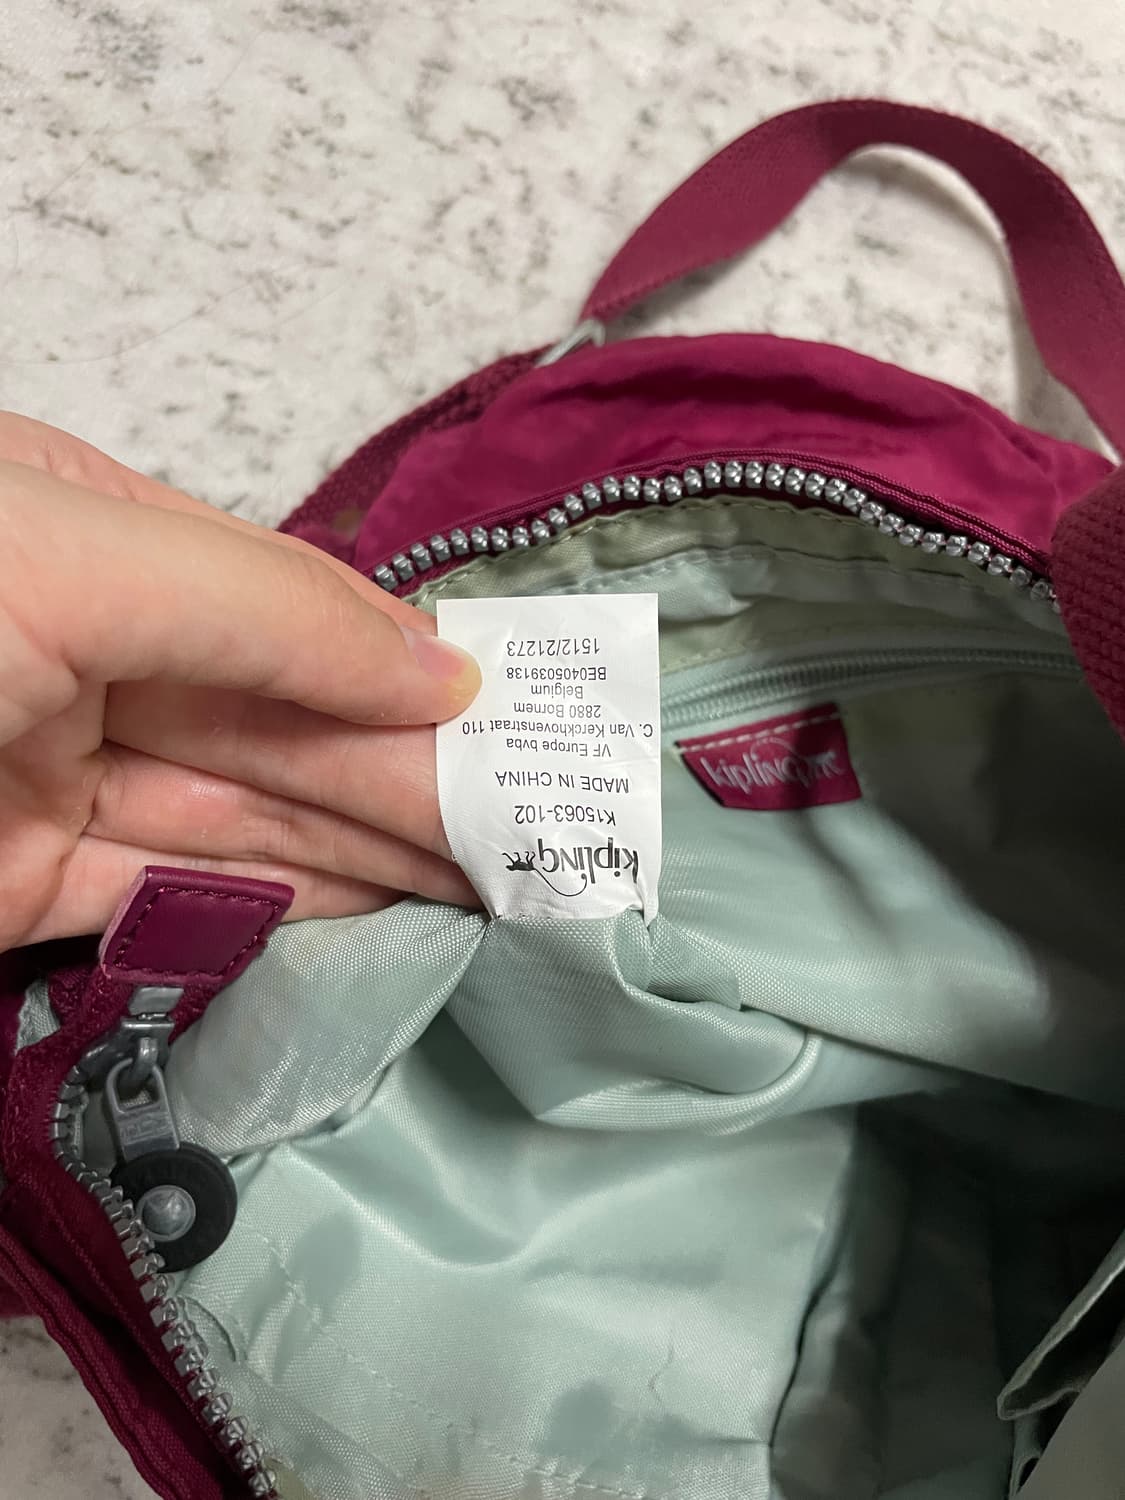 kipling
K15063-102
MADE IN CHINA
VF Europe bvba
C. Van Kerckhovenstraat 110
2880 Bornem
Belgium
BE0405039138
1512/21273
kipling